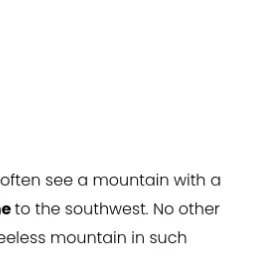 often see a mountain with a
e to the southwest. No other
eeless mountain in such